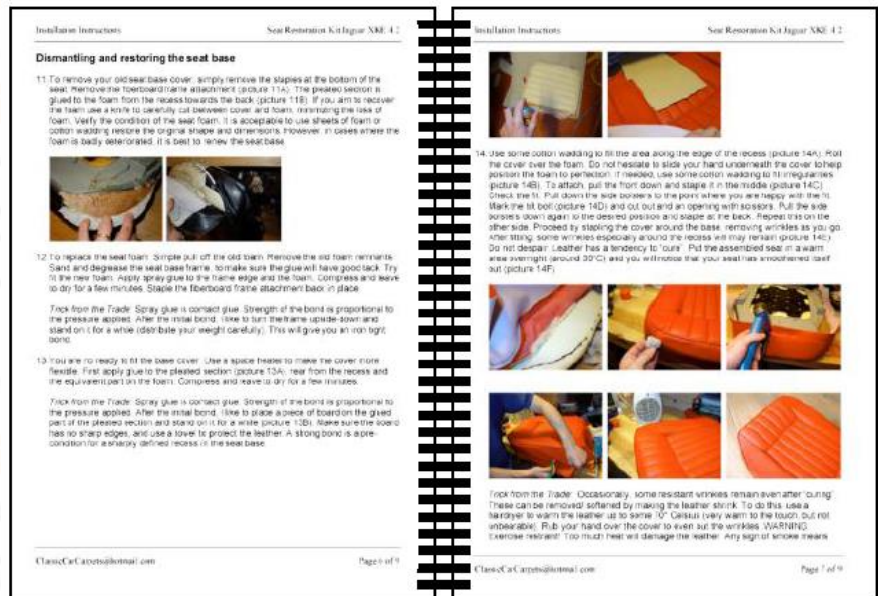 Installation Instructions Seat Restoration Kit Jaguar XKE 4.2
Dismantling and restoring the seat base
11. To remove your old seat base cover, simply remove the staples at the bottom of the
seat. Remove the fiberboard frame attachment (picture 11A). The pleated section is
glued to the foam from the recess towards the back (picture 11B). If you aim to recover
the foam use a knife to carefully cut between cover and foam, minimizing the loss of
foam. Verify the condition of the seat foam. It is acceptable to use sheets of foam or
cotton wadding restore the original shape and dimensions. However, in cases where the
foam is badly deteriorated, it is best to renew the seat base.
12. To replace the seat foam. Simple pull off the old foam. Remove the old foam remnants.
Sand and degrease the seat base frame, to make sure the glue will have good tack. Try
fit the new foam. Apply spray glue to the frame edge and the foam. Compress and leave
to dry for a few minutes. Staple the fiberboard frame attachment back in place.
Trick from the Trade: Spray glue is contact glue. Strength of the bond is proportional to
the pressure applied. After the initial bond, I like to turn the frame upside-down and
stand on it for a while (distribute your weight carefully). This will give you an iron tight
bond.
13. You are no ready to fit the base cover. Use a space heater to make the cover more
flexible. First apply glue to the pleated section (picture 13A), rear from the recess and
the equivalent part on the foam. Compress and leave to dry for a few minutes.
Trick from the Trade: Spray glue is contact glue. Strength of the bond is proportional to
the pressure applied. After the initial bond, I like to place a piece of board on the glued
part of the pleated section and stand on it for a while (picture 13B). Make sure the board
has no sharp edges, and use a towel to protect the leather. A strong bond is a pre-
condition for a sharply defined recess in the seat base.
ClassicCarCarpets@hotmail.com Page 6 of 9
Installation Instructions Seat Restoration Kit Jaguar XKE 4.2
14. Use some cotton wadding to fill the area along the edge of the recess (picture 14A). Roll
the cover over the foam. Do not hesitate to slide your hand underneath the cover to help
position the foam to perfection. If needed, use some cotton wadding to fill irregularities
(picture 14B). To attach, pull the front down and staple it in the middle (picture 14C).
Check the fit. Pull down the side bolsters to the point where you are happy with the fit.
Mark the tilt bolt (picture 14D) and cut out and an opening with scissors. Pull the side
bolsters down again to the desired position and staple at the back. Repeat this on the
other side. Proceed by stapling the cover around the base, removing wrinkles as you go.
After fitting, some wrinkles especially around the recess will may remain (picture 14E).
Do not despair. Leather has a tendency to "cure". Put the assembled seat in a warm
area overnight (around 30°C) and you will notice that your seat has smoothened itself
out (picture 14F).
Trick from the Trade: Occasionally, some resistant wrinkles remain even after "curing".
These can be removed/ softened by making the leather shrink. To do this, use a
hairdryer to warm the leather up to some 70° Celsius (very warm to the touch, but not
unbearable). Rub your hand over the cover to even out the wrinkles. WARNING:
Exercise restraint! Too much heat will damage the leather. Any sign of smoke means
ClassicCarCarpets@hotmail.com Page 7 of 9